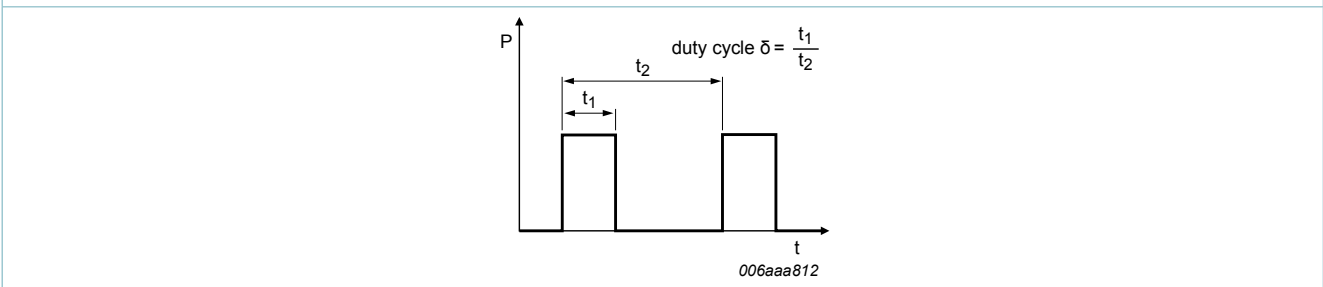 P
duty cycle δ = t1
t2
t2
t1
t
006aaa812